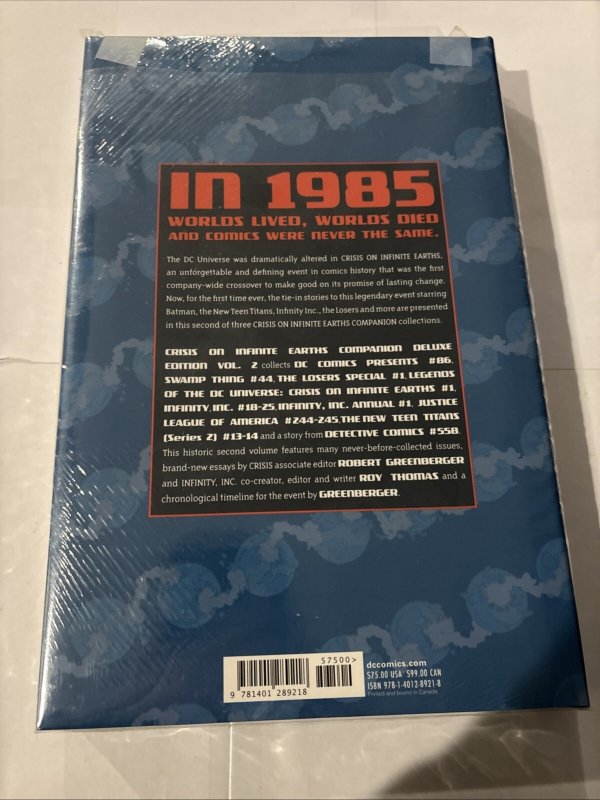 IN 1985
WORLDS LIVED, WORLDS DIED
AND COMICS WERE NEVER THE SAME.
The DC Universe was dramatically altered in CRISIS ON INFINITE EARTHS,
an unforgettable and defining event in comics history that was the first
company-wide crossover to make good on its promise of lasting change.
Now, for the first time ever, the tie-in stories to this legendary event starring
Batman, the New Teen Titans, Infinity Inc., the Losers and more are presented
in this second of three CRISIS ON INFINITE EARTHS COMPANION collections.
CRISIS ON INFINITE EARTHS COMPANION DELUXE
EDITION VOL. 2 collects DC COMICS PRESENTS #86,
SWAMP THING #44, THE LOSERS SPECIAL #1, LEGENDS
OF THE DC UNIVERSE: CRISIS ON INFINITE EARTHS #1,
INFINITY, INC. #18-25, INFINITY, INC. ANNUAL #1, JUSTICE
LEAGUE OF AMERICA #244-245, THE NEW TEEN TITANS
(Series 2) #13-14 and a story from DETECTIVE COMICS #558.
This historic second volume features many never-before-collected issues,
brand-new essays by CRISIS associate editor ROBERT GREENBERGER
and INFINITY, INC. co-creator, editor and writer ROY THOMAS and a
chronological timeline for the event by GREENBERGER.
57500>
9 781401 289218
dccomics.com
$75.00 USA $99.00 CAN
ISBN 978-1-4012-8921-8
Printed and bound in Canada.